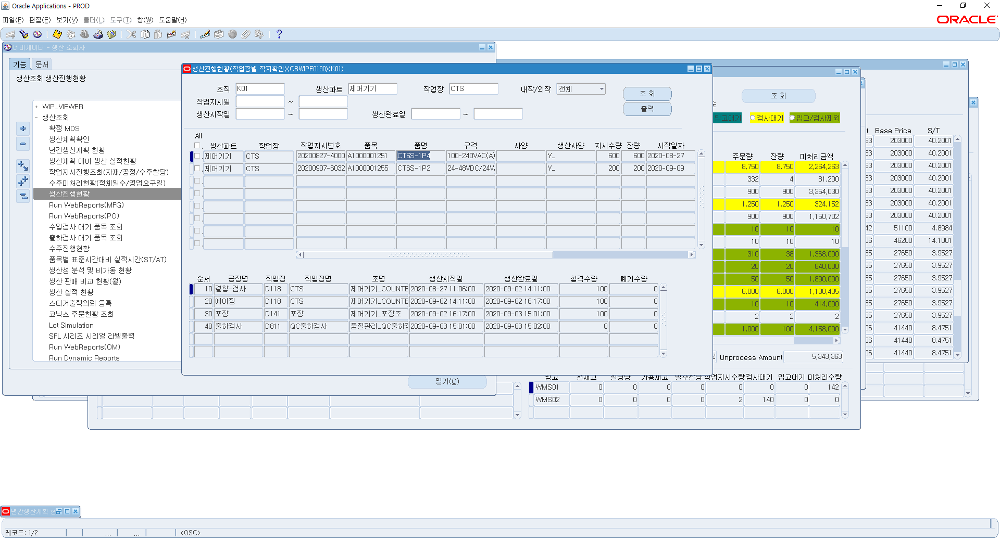 Oracle Applications - PROD
파일(F) 편집(E) 보기(V) 폴더(L) 도구(T) 창(W) 도움말(H)
ORACLE
네비게이터 - 생산 조회자
기능 문서
생산조회:생산진행현황
+ WIP_VIEWER
- 생산조회
확정 MDS
생산계획확인
년간생산계획 현황
생산계획 대비 생산 실적현황
작업지시진행조회(자재/공정/수주할당)
수주미처리현황(적체일수/영업요구일)
생산진행현황
Run WebReports(MFG)
Run WebReports(PO)
수입검사 대기 품목 조회
출하검사 대기 품목 조회
수주진행현황
품목별 표준시간대비 실적시간(ST/AT)
생산성 분석 및 비가동 현황
생산 판매 비교 현황(월)
생산 실적 현황
스티커출력의뢰 등록
코닉스 주문현황 조회
Lot Simulation
SFL 시리즈 시리얼 라벨출력
Run WebReports(OM)
Run Dynamic Reports
열기(O)
생산진행현황(작업장별 작지확인)(CBWIPF0190)(K01)
조직 K01 생산파트 제어기기 작업장 CTS 내작/외작 전체 조 회
작업지시일 ~
출력
생산시작일 ~ 생산완료일 ~
All
생산파트 작업장 작업지시번호 품목 품명 규격 사양 생산사양 지시수량 잔량 시작일자
제어기기 CTS 20200827-4000 A1000001251 CT6S-1P4 100-240VAC(A) Y_ 600 600 2020-08-27
제어기기 CTS 20200907-6032 A1000001255 CT6S-1P2 24-48VDC/24V. Y_ 200 200 2020-09-09
순서 공정명 작업장 작업장명 조명 생산시작일 생산완료일 합격수량 폐기수량
10 결합-검사 D118 CTS 제어기기_COUNTE 2020-08-27 11:06:00 2020-09-02 14:11:00 100 0
20 에이징 D118 CTS 제어기기_COUNTE 2020-09-02 14:11:00 2020-09-02 16:17:00 100 0
30 포장 D141 포장 제어기기_포장조 2020-09-02 16:17:00 2020-09-03 15:01:00 100 0
40 출하검사 D811 QC출하검사 품질관리_QC출하검 2020-09-03 15:01:00 2020-09-03 15:02:00 0 0
조 회
입고대기 검사대기 입고/검사제외
주문량 잔량 미처리금액
8,750 8,750 2,264,263
332 4 81,200
900 900 3,354,030
1,250 1,250 324,152
900 900 1,150,702
10 10 10
10 10 10
310 38 1,368,000
20 20 840,000
50 50 1,890,000
6,000 6,000 1,130,435
10 10 414,000
2 2 2
1,000 100 4,158,000
2 Unprocess Amount 5,343,363
창고 현재고 할당량 가용재고 일수산량 작업지시수량 검사대기 입고대기 미처리수량
WMS01 0 0 0 0 0 0 0 142
WMS02 0 0 0 0 2 140 0 0
t Base Price S/T
63 203000 40.2001
63 203000 40.2001
63 203000 40.2001
63 203000 40.2001
63 203000 40.2001
63 203000 40.2001
63 203000 40.2001
42 51100 4.8984
06 46200 14.1001
55 27650 3.9527
55 27650 3.9527
55 27650 3.9527
55 27650 3.9527
55 27650 3.9527
55 27650 3.9527
06 41440 8.4751
06 41440 8.4751
06 41440 8.4751
년간생산계획 현
레코드: 1/2 ... ... <OSC>